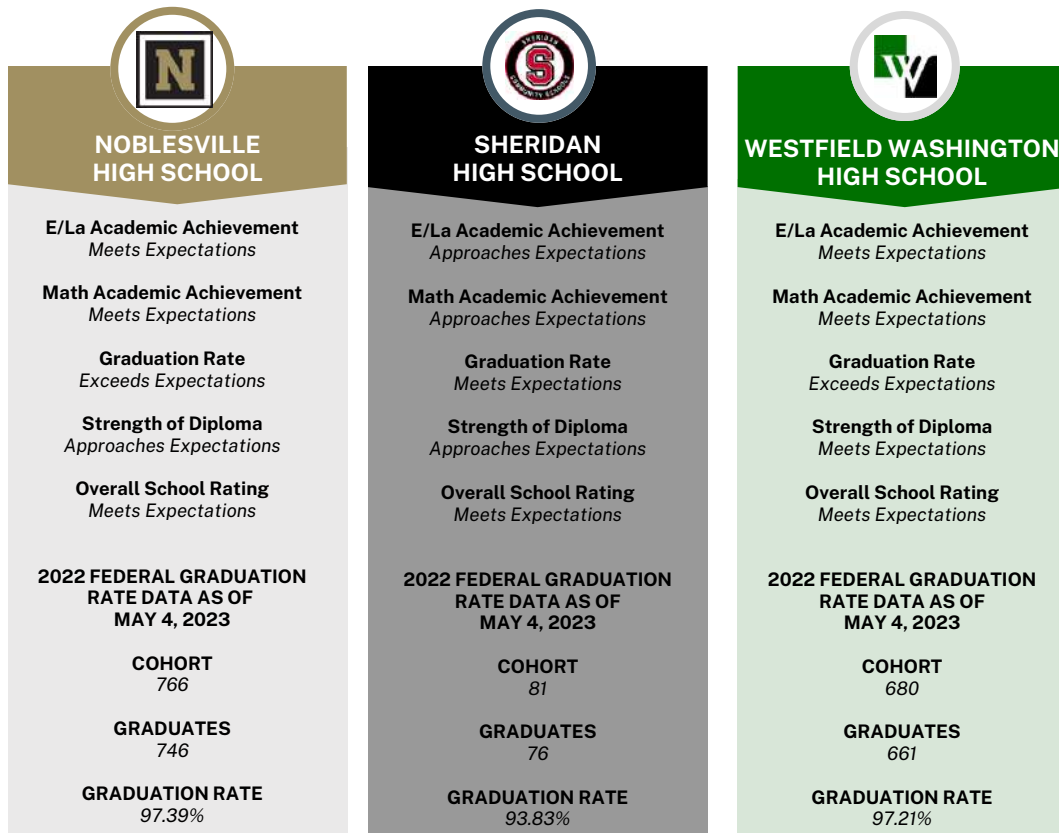 N
NOBLESVILLE
HIGH SCHOOL
E/La Academic Achievement
Meets Expectations
Math Academic Achievement
Meets Expectations
Graduation Rate
Exceeds Expectations
Strength of Diploma
Approaches Expectations
Overall School Rating
Meets Expectations
2022 FEDERAL GRADUATION
RATE DATA AS OF
MAY 4, 2023
COHORT
766
GRADUATES
746
GRADUATION RATE
97.39%
SHERIDAN
S
COMMUNITY SCHOOLS
SHERIDAN
HIGH SCHOOL
E/La Academic Achievement
Approaches Expectations
Math Academic Achievement
Approaches Expectations
Graduation Rate
Meets Expectations
Strength of Diploma
Approaches Expectations
Overall School Rating
Meets Expectations
2022 FEDERAL GRADUATION
RATE DATA AS OF
MAY 4, 2023
COHORT
81
GRADUATES
76
GRADUATION RATE
93.83%
W
WESTFIELD WASHINGTON
HIGH SCHOOL
E/La Academic Achievement
Meets Expectations
Math Academic Achievement
Meets Expectations
Graduation Rate
Exceeds Expectations
Strength of Diploma
Meets Expectations
Overall School Rating
Meets Expectations
2022 FEDERAL GRADUATION
RATE DATA AS OF
MAY 4, 2023
COHORT
680
GRADUATES
661
GRADUATION RATE
97.21%